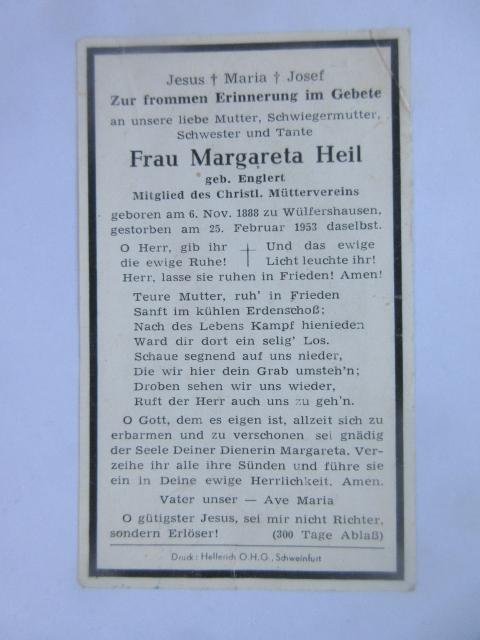 Jesus † Maria † Josef
Zur frommen Erinnerung im Gebete
an unsere liebe Mutter, Schwiegermutter,
Schwester und Tante
Frau Margareta Heil
geb. Englert
Mitglied des Christl. Müttervereins
geboren am 6. Nov. 1888 zu Wülfershausen,
gestorben am 25. Februar 1953 daselbst.
O Herr, gib ihr † Und das ewige
die ewige Ruhe! Licht leuchte ihr!
Herr, lasse sie ruhen in Frieden! Amen!
Teure Mutter, ruh' in Frieden
Sanft im kühlen Erdenschoß;
Nach des Lebens Kampf hienieden
Ward dir dort ein selig' Los.
Schaue segnend auf uns nieder,
Die wir hier dein Grab umsteh'n;
Droben sehen wir uns wieder,
Ruft der Herr auch uns zu geh'n.
O Gott, dem es eigen ist, allzeit sich zu
erbarmen und zu verschonen sei gnädig
der Seele Deiner Dienerin Margareta. Ver-
zeihe ihr alle ihre Sünden und führe sie
ein in Deine ewige Herrlichkeit. Amen.
Vater unser — Ave Maria
O gütigster Jesus, sei mir nicht Richter,
sondern Erlöser! (300 Tage Ablaß)
Druck: Helferich O.H.G., Schweinfurt